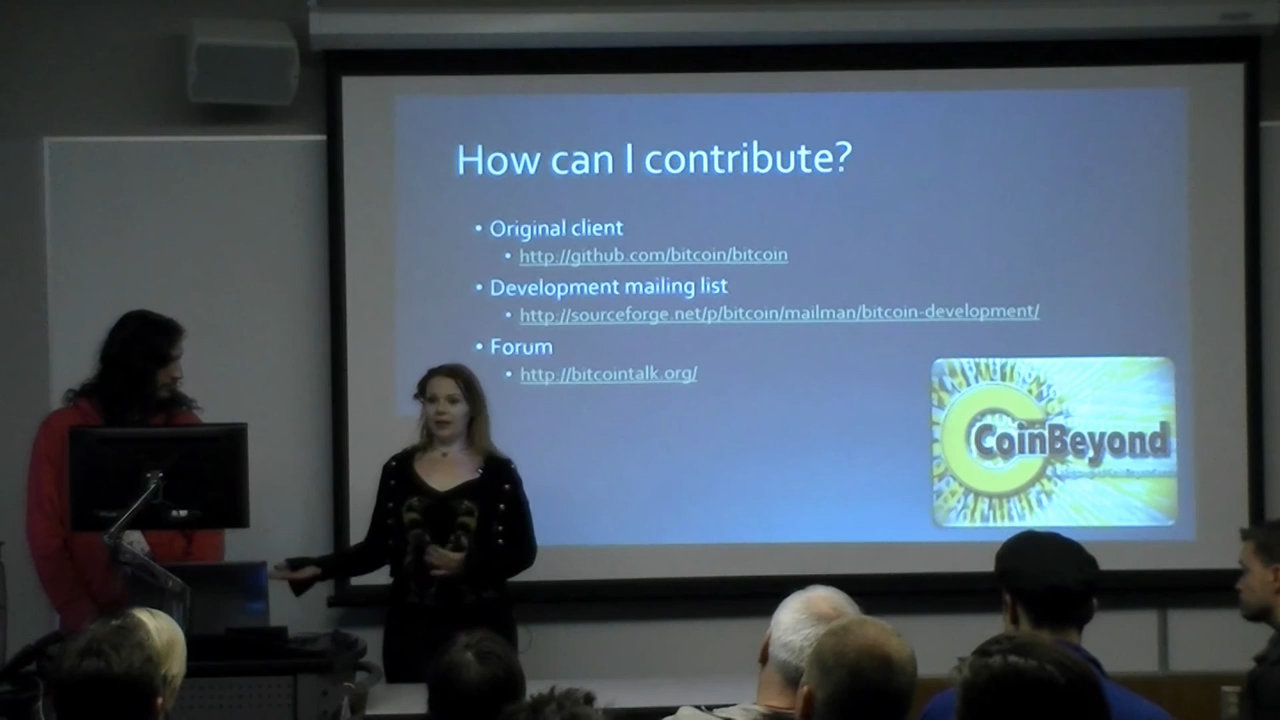 How can I contribute?
• Original client
• http://github.com/bitcoin/bitcoin
• Development mailing list
• http://sourceforge.net/p/bitcoin/mailman/bitcoin-development/
• Forum
• http://bitcointalk.org/
CoinBeyond